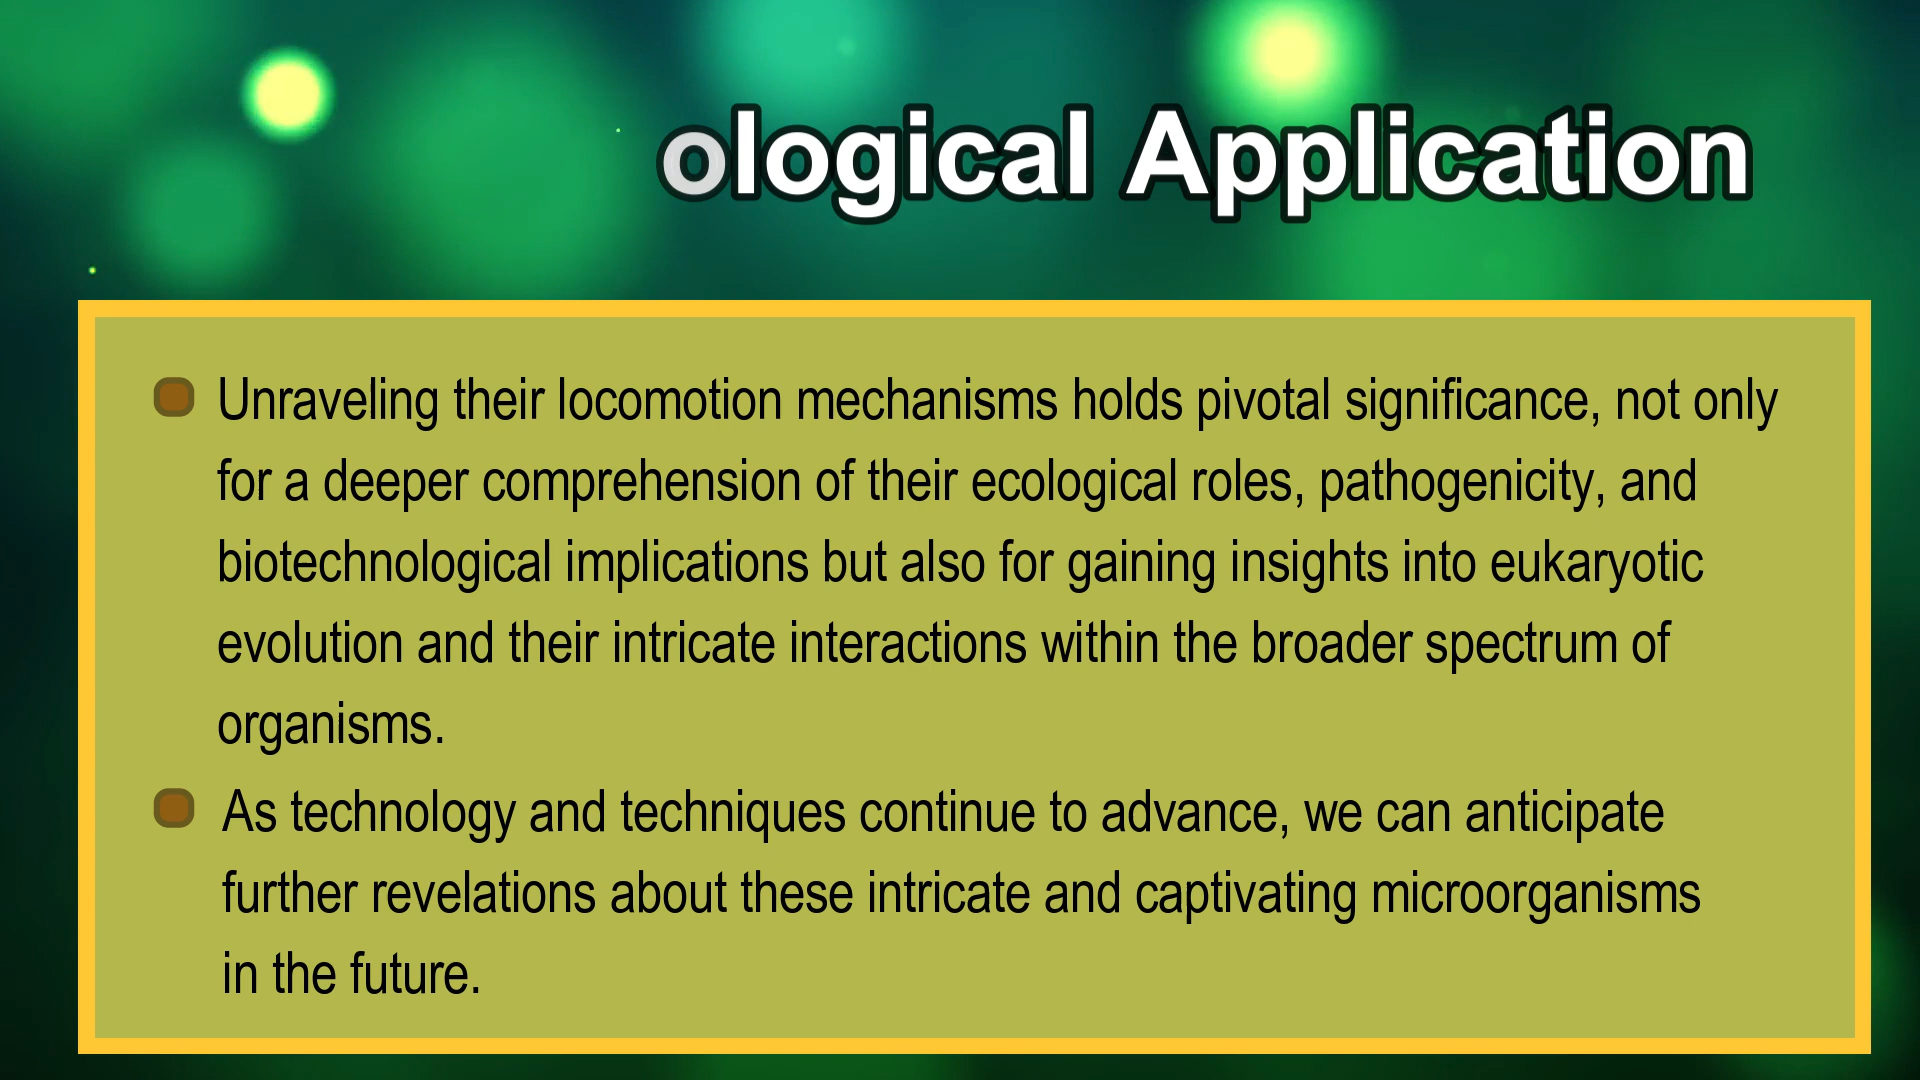 ological Application
Unraveling their locomotion mechanisms holds pivotal significance, not only
for a deeper comprehension of their ecological roles, pathogenicity, and
biotechnological implications but also for gaining insights into eukaryotic
evolution and their intricate interactions within the broader spectrum of
organisms.
As technology and techniques continue to advance, we can anticipate
further revelations about these intricate and captivating microorganisms
in the future.